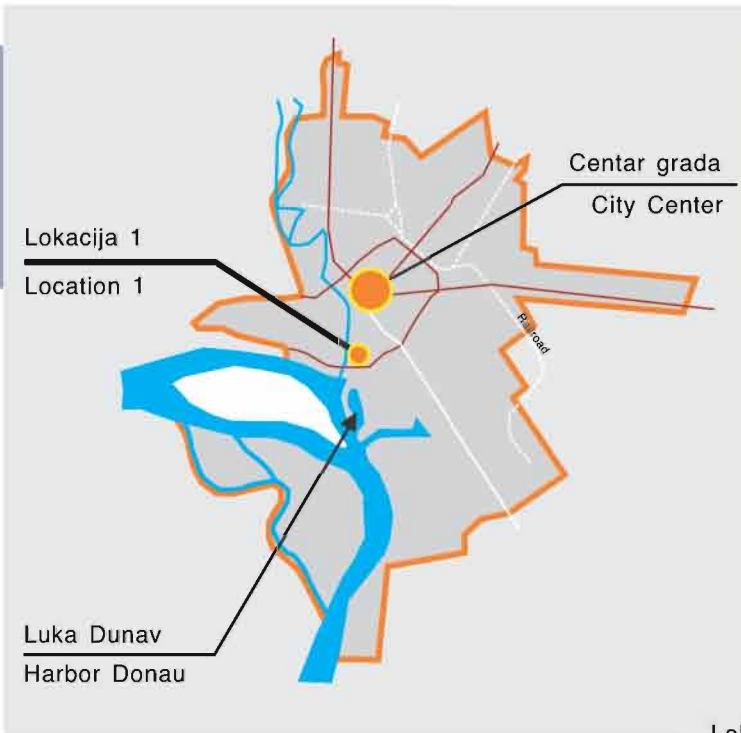 Centar grada
City Center
Lokacija 1
Location 1
Railroad
Luka Dunav
Harbor Donau